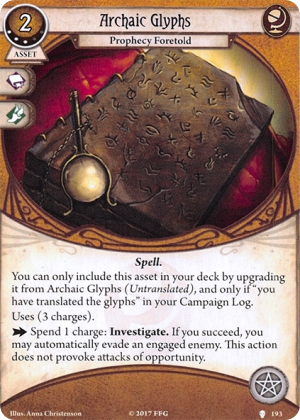 Archaic Glyphs
2
Prophecy Foretold
ASSET
Spell.
You can only include this asset in your deck by upgrading
it from Archaic Glyphs (Untranslated), and only if “you
have translated the glyphs” in your Campaign Log.
Uses (3 charges).
Spend 1 charge: Investigate. If you succeed, you
may automatically evade an engaged enemy. This action
does not provoke attacks of opportunity.
Illus. Anna Christenson
© 2017 FFG
193